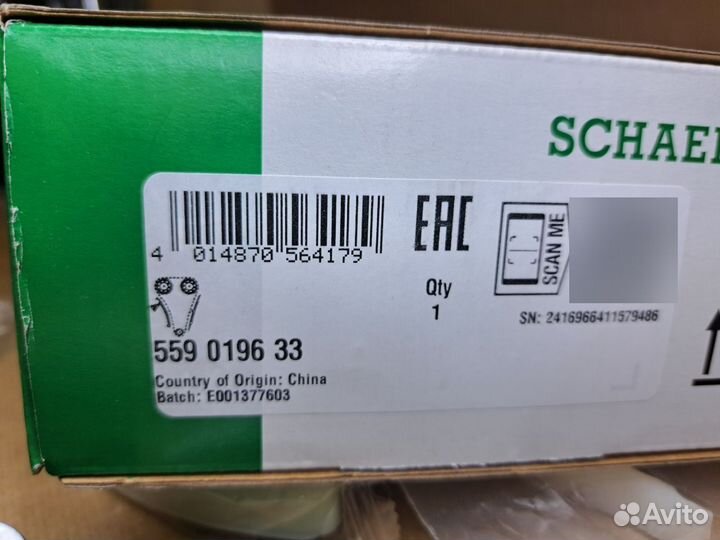 SCHAE
4 014870 564179
EAC
SCAN ME
Qty
1
SN: 2416966411579486
559 0196 33
Country of Origin: China
Batch: E001377603
Avito